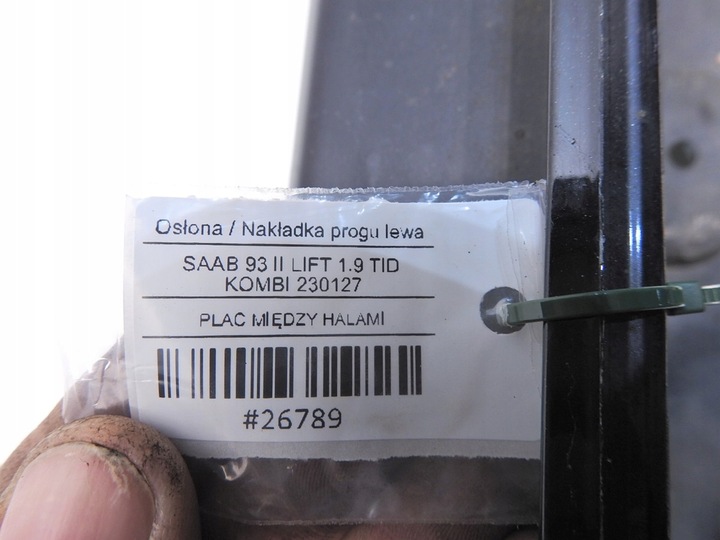 Osłona / Nakładka progu lewa
SAAB 93 II LIFT 1.9 TID
KOMBI 230127
PLAC MIĘDZY HALAMI
#26789